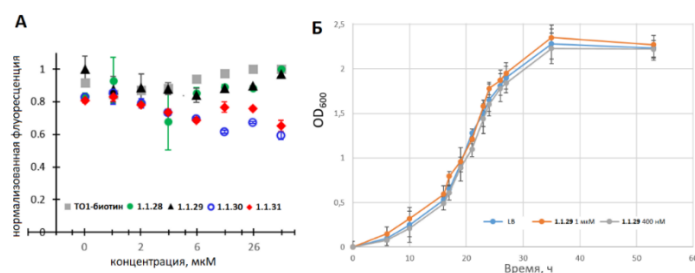 А
нормализованная флуоресценция
1
0.8
0.6
0.4
0.2
0
ТО1-биотин 1.1.28 1.1.29 1.1.30 1.1.31
0 2 6 26
концентрация, мкМ
Б
OD600
2,5
2
1,5
1
0,5
0
LB 1.1.29 1 мкМ 1.1.29 400 нМ
0 10 20 30 40 50 60
Время, ч